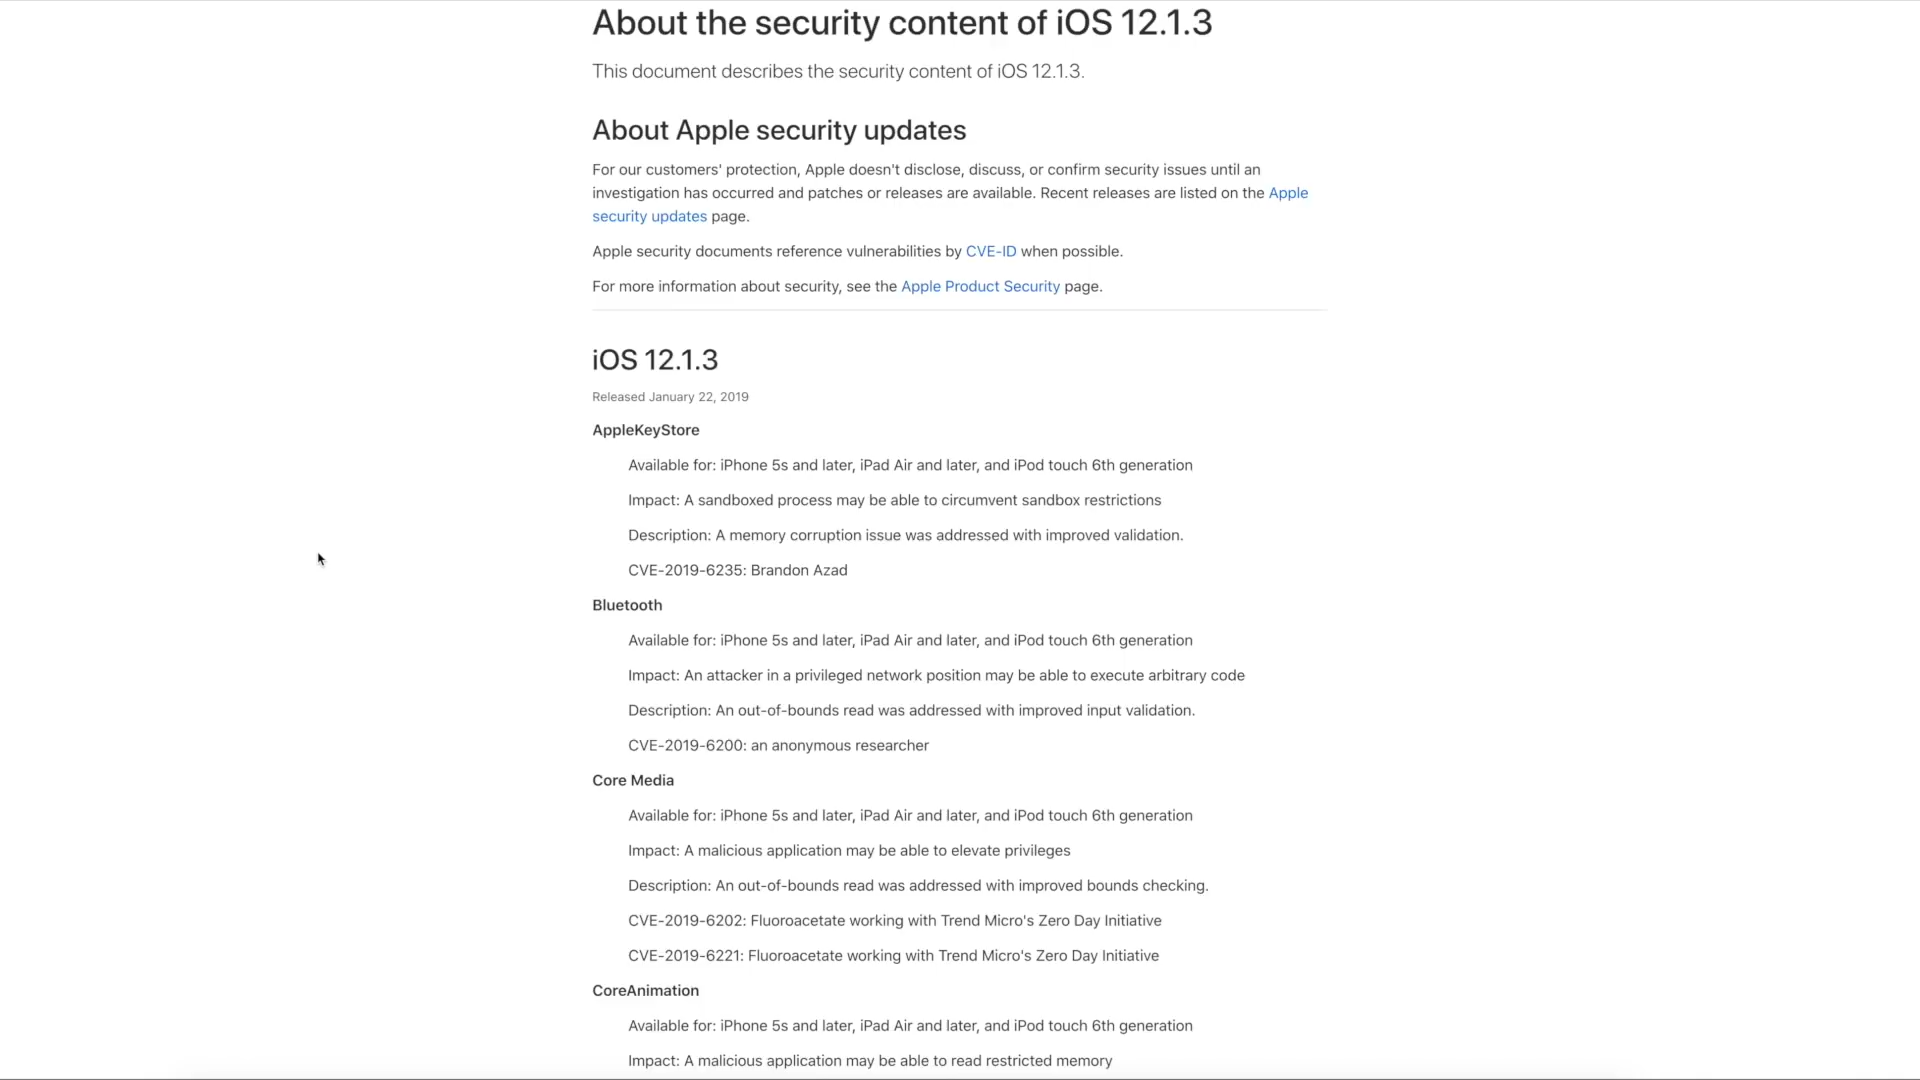 About the security content of iOS 12.1.3
This document describes the security content of iOS 12.1.3.
About Apple security updates
For our customers' protection, Apple doesn't disclose, discuss, or confirm security issues until an
investigation has occurred and patches or releases are available. Recent releases are listed on the Apple
security updates page.
Apple security documents reference vulnerabilities by CVE-ID when possible.
For more information about security, see the Apple Product Security page.
iOS 12.1.3
Released January 22, 2019
AppleKeyStore
Available for: iPhone 5s and later, iPad Air and later, and iPod touch 6th generation
Impact: A sandboxed process may be able to circumvent sandbox restrictions
Description: A memory corruption issue was addressed with improved validation.
CVE-2019-6235: Brandon Azad
Bluetooth
Available for: iPhone 5s and later, iPad Air and later, and iPod touch 6th generation
Impact: An attacker in a privileged network position may be able to execute arbitrary code
Description: An out-of-bounds read was addressed with improved input validation.
CVE-2019-6200: an anonymous researcher
Core Media
Available for: iPhone 5s and later, iPad Air and later, and iPod touch 6th generation
Impact: A malicious application may be able to elevate privileges
Description: An out-of-bounds read was addressed with improved bounds checking.
CVE-2019-6202: Fluoroacetate working with Trend Micro's Zero Day Initiative
CVE-2019-6221: Fluoroacetate working with Trend Micro's Zero Day Initiative
CoreAnimation
Available for: iPhone 5s and later, iPad Air and later, and iPod touch 6th generation
Impact: A malicious application may be able to read restricted memory